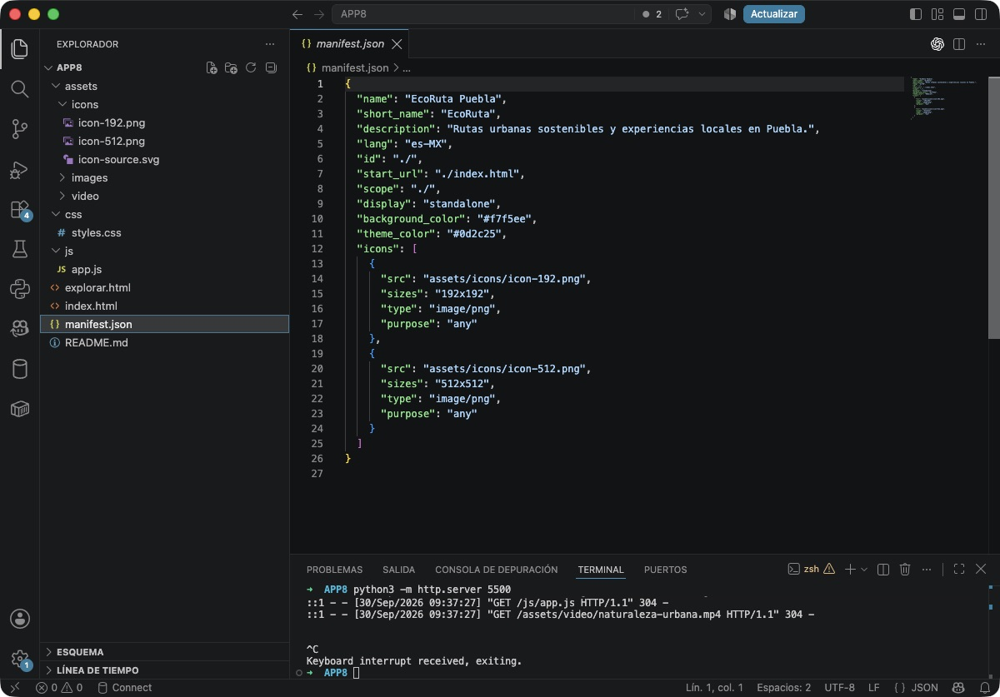 APP8
2
Actualizar
EXPLORADOR
APP8
assets
icons
icon-192.png
icon-512.png
icon-source.svg
images
video
css
# styles.css
js
JS app.js
<> explorar.html
<> index.html
{} manifest.json
README.md
4
1
ESQUEMA
LÍNEA DE TIEMPO
{} manifest.json
{} manifest.json > ...
1 {
2 "name": "EcoRuta Puebla",
3 "short_name": "EcoRuta",
4 "description": "Rutas urbanas sostenibles y experiencias locales en Puebla.",
5 "lang": "es-MX",
6 "id": "./",
7 "start_url": "./index.html",
8 "scope": "./",
9 "display": "standalone",
10 "background_color": "#f7f5ee",
11 "theme_color": "#0d2c25",
12 "icons": [
13 {
14 "src": "assets/icons/icon-192.png",
15 "sizes": "192x192",
16 "type": "image/png",
17 "purpose": "any"
18 },
19 {
20 "src": "assets/icons/icon-512.png",
21 "sizes": "512x512",
22 "type": "image/png",
23 "purpose": "any"
24 }
25 ]
26 }
27
PROBLEMAS SALIDA CONSOLA DE DEPURACIÓN TERMINAL PUERTOS
zsh
→ APP8 python3 -m http.server 5500
::1 - - [30/Sep/2026 09:37:27] "GET /js/app.js HTTP/1.1" 304 -
::1 - - [30/Sep/2026 09:37:27] "GET /assets/video/naturaleza-urbana.mp4 HTTP/1.1" 304 -
^C
Keyboard interrupt received, exiting.
→ APP8
0 0 Connect
Lín. 1, col. 1 Espacios: 2 UTF-8 LF {} JSON